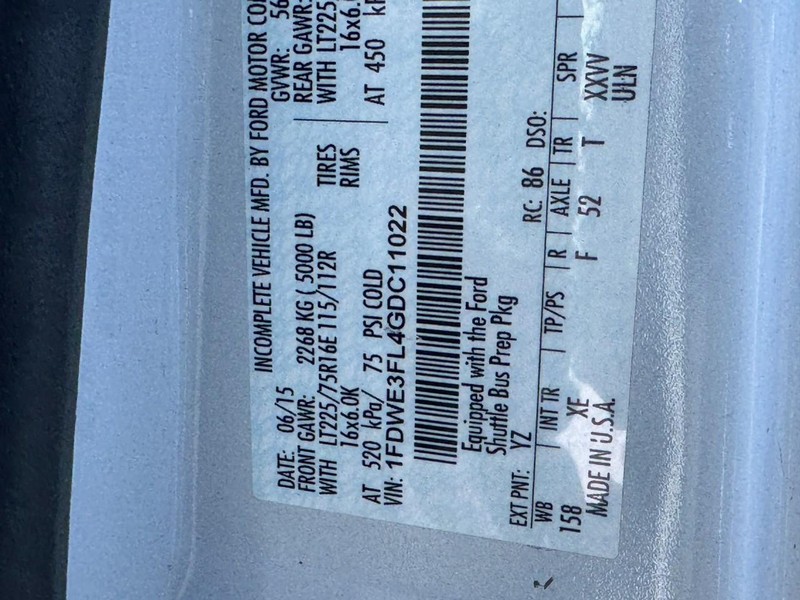 INCOMPLETE VEHICLE MFD. BY FORD MOTOR CO
DATE: 06/15 GVWR: 56
FRONT GAWR: 2268 KG ( 5000 LB) REAR GAWR:
WITH LT225/75R16E 115/112R TIRES WITH LT225
16x6.0K RIMS 16x6.
AT 520 kPa/ 75 PSI COLD AT 450 kP
VIN: 1FDWE3FL4GDC11022
Equipped with the Ford
Shuttle Bus Prep Pkg
EXT PNT: YZ RC: 86 DSO:
WB INT TR TP/PS R AXLE TR SPR
158 XE F 52 T XXVV
MADE IN U.S.A. ULN